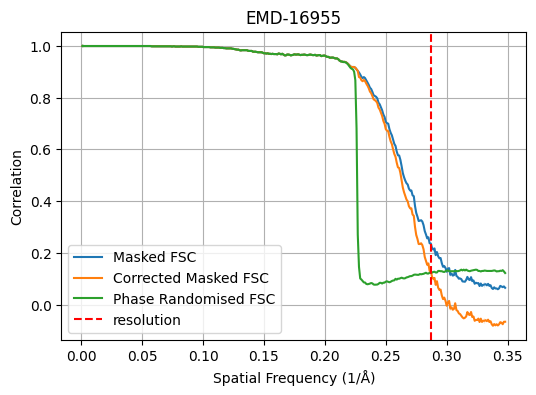 EMD-16955
1.0
0.8
0.6
0.4
0.2
0.0
Correlation
Masked FSC
Corrected Masked FSC
Phase Randomised FSC
resolution
0.00 0.05 0.10 0.15 0.20 0.25 0.30 0.35
Spatial Frequency (1/Å)